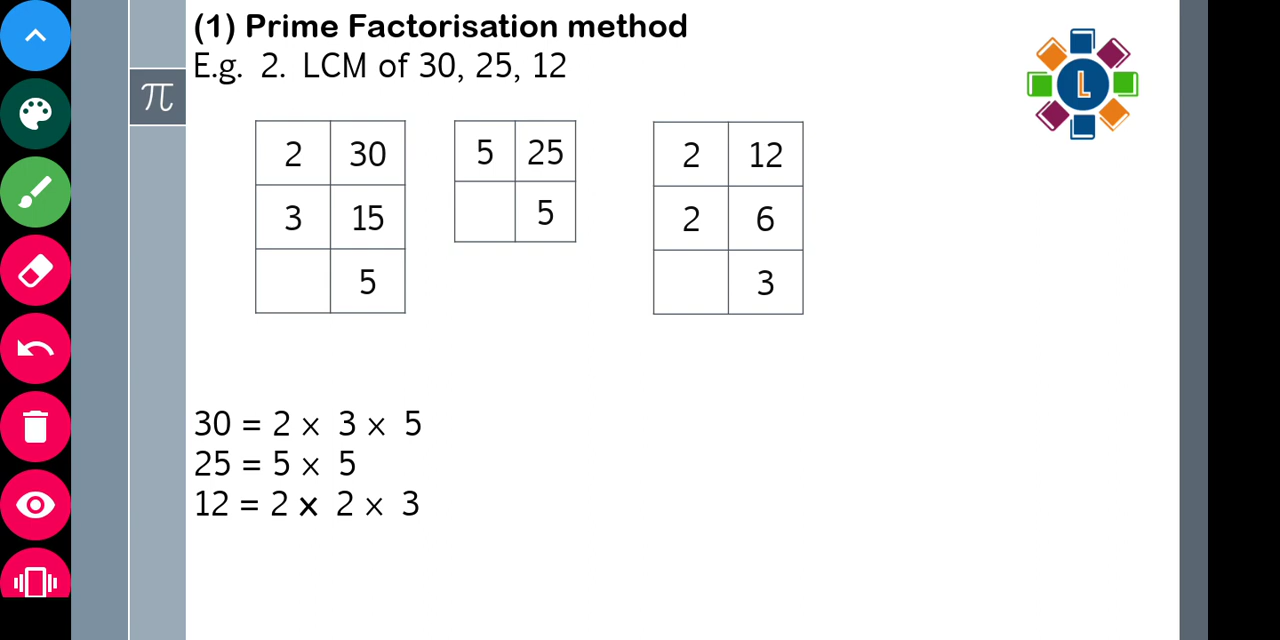 (1) Prime Factorisation method
E.g. 2. LCM of 30, 25, 12
π
L
2 30
3 15
5
5 25
5
2 12
2 6
3
30 = 2 × 3 × 5
25 = 5 × 5
12 = 2 × 2 × 3